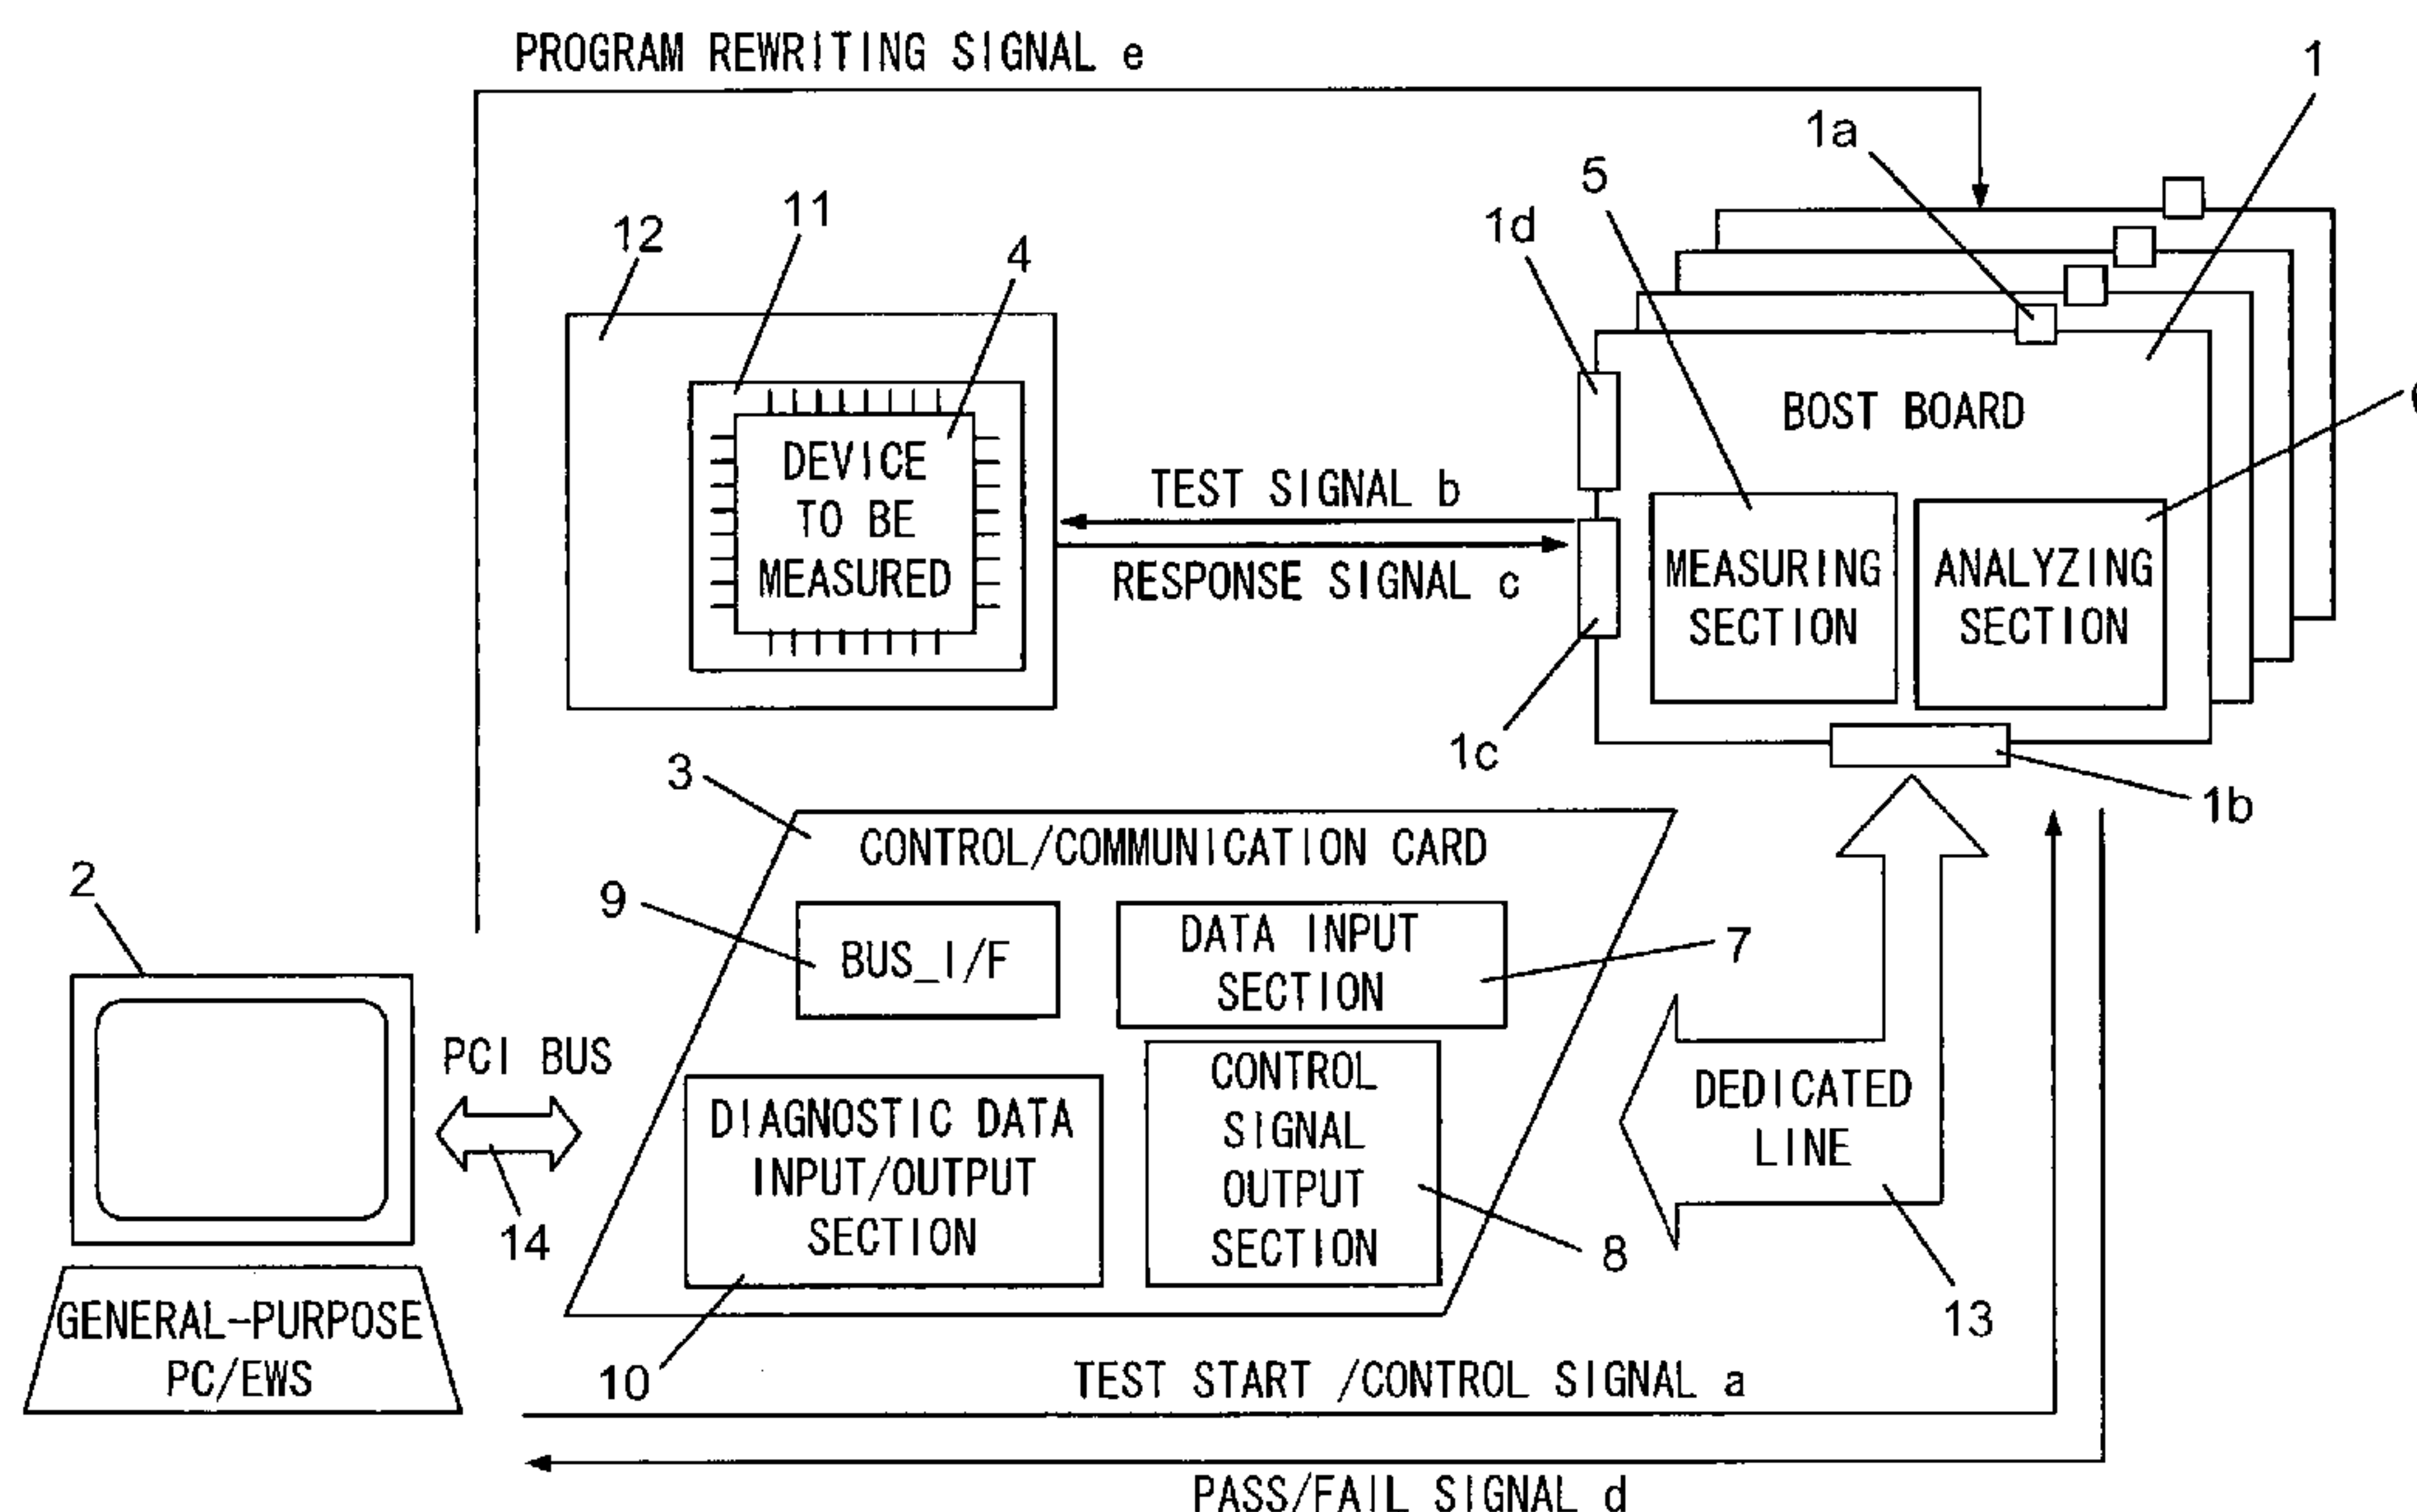 PROGRAM REWRITING SIGNAL e
1
1a
5
1d
11
12
4
BOST BOARD
DEVICE
TO BE
MEASURED
TEST SIGNAL b
RESPONSE SIGNAL c
MEASURING
SECTION
ANALYZING
SECTION
1c
1b
3
CONTROL/COMMUNICATION CARD
2
9
BUS_I/F
DATA INPUT
SECTION
7
PCI BUS
14
DIAGNOSTIC DATA
INPUT/OUTPUT
SECTION
CONTROL
SIGNAL
OUTPUT
SECTION
8
DEDICATED
LINE
13
10
GENERAL-PURPOSE
PC/EWS
TEST START /CONTROL SIGNAL a
PASS/FAIL SIGNAL d